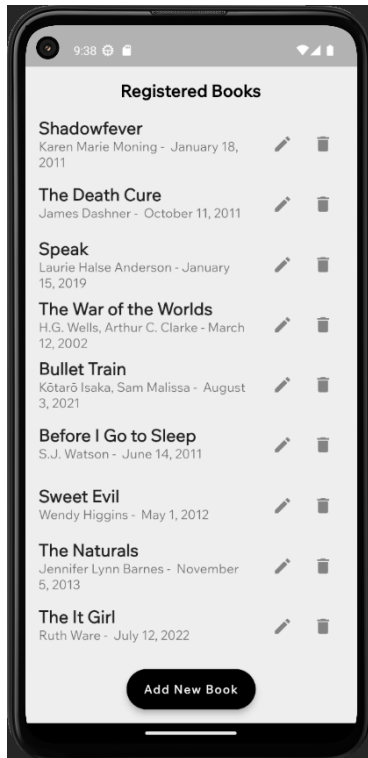 9:38
Registered Books
Shadowfever
Karen Marie Moning - January 18,
2011
The Death Cure
James Dashner - October 11, 2011
Speak
Laurie Halse Anderson - January
15, 2019
The War of the Worlds
H.G. Wells, Arthur C. Clarke - March
12, 2002
Bullet Train
Kōtarō Isaka, Sam Malissa - August
3, 2021
Before I Go to Sleep
S.J. Watson - June 14, 2011
Sweet Evil
Wendy Higgins - May 1, 2012
The Naturals
Jennifer Lynn Barnes - November
5, 2013
The It Girl
Ruth Ware - July 12, 2022
Add New Book